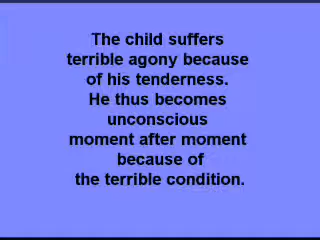 The child suffers
terrible agony because
of his tenderness.
He thus becomes
unconscious
moment after moment
because of
the terrible condition.